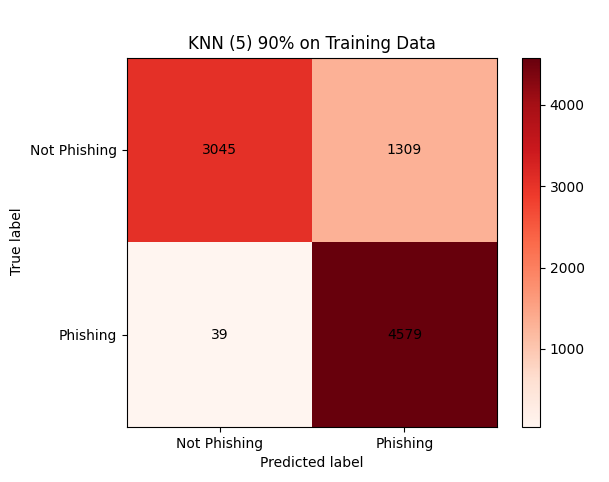 KNN (5) 90% on Training Data
4000
Not Phishing
3045
1309
3000
True label
2000
Phishing
39
4579
1000
Not Phishing
Phishing
Predicted label